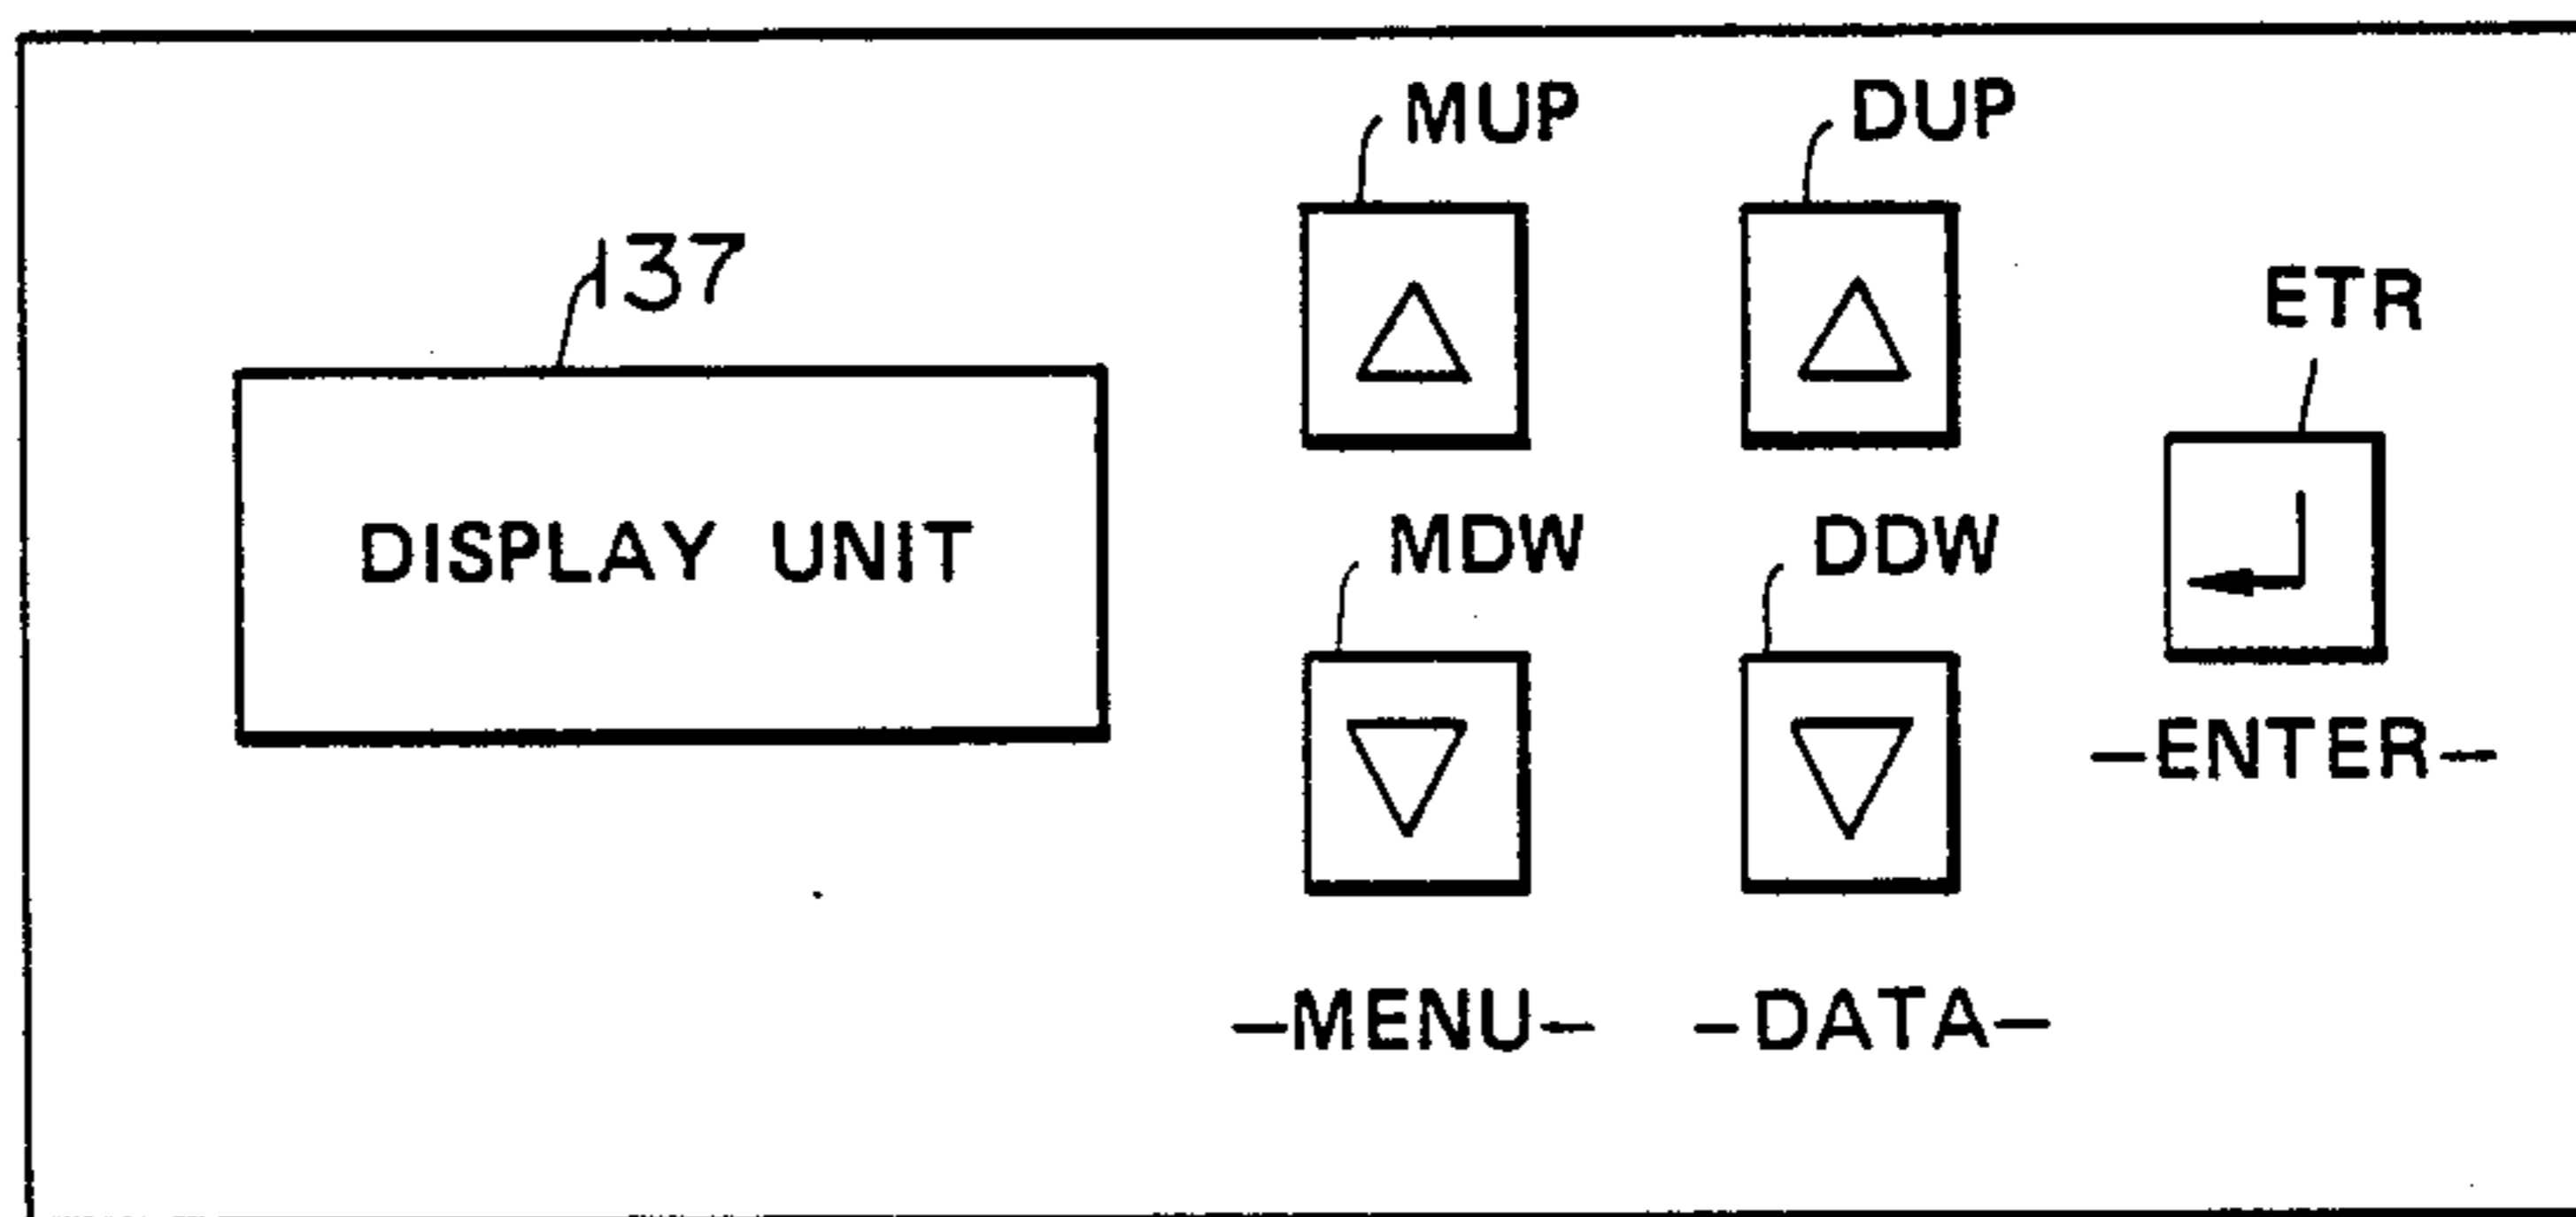 MUP DUP
137
ETR
DISPLAY UNIT
MDW DDW
-ENTER-
-MENU- -DATA-